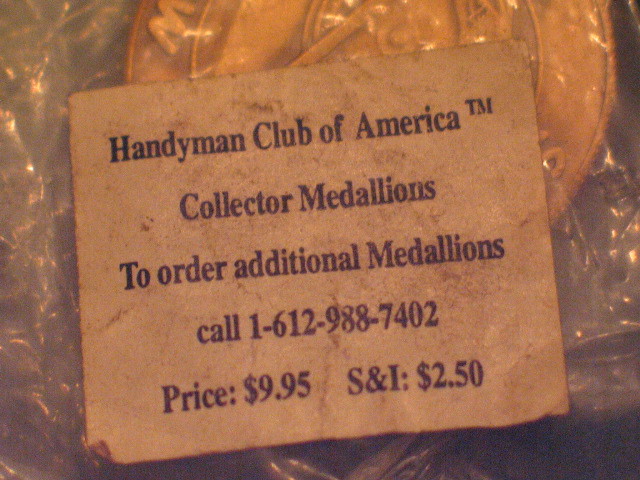 Handyman Club of America ™
Collector Medallions
To order additional Medallions
call 1-612-988-7402
Price: $9.95 S&I: $2.50